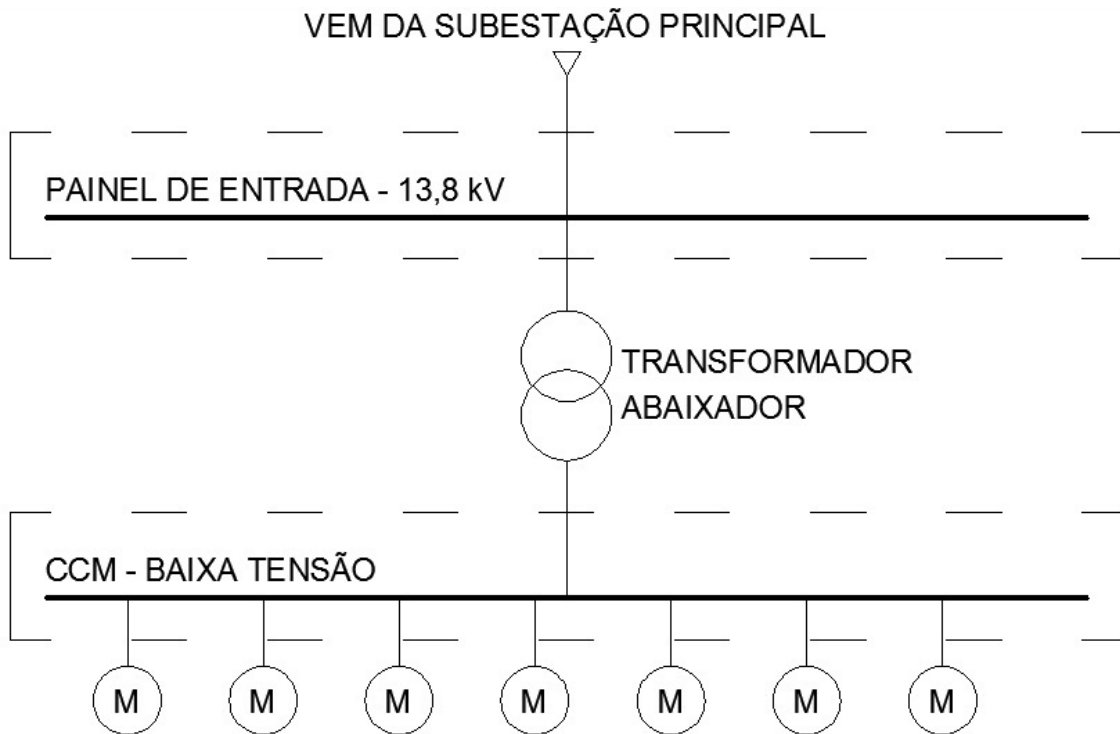 VEM DA SUBESTAÇÃO PRINCIPAL
PAINEL DE ENTRADA - 13,8 kV
TRANSFORMADOR
ABAIXADOR
CCM - BAIXA TENSÃO
M M M M M M M